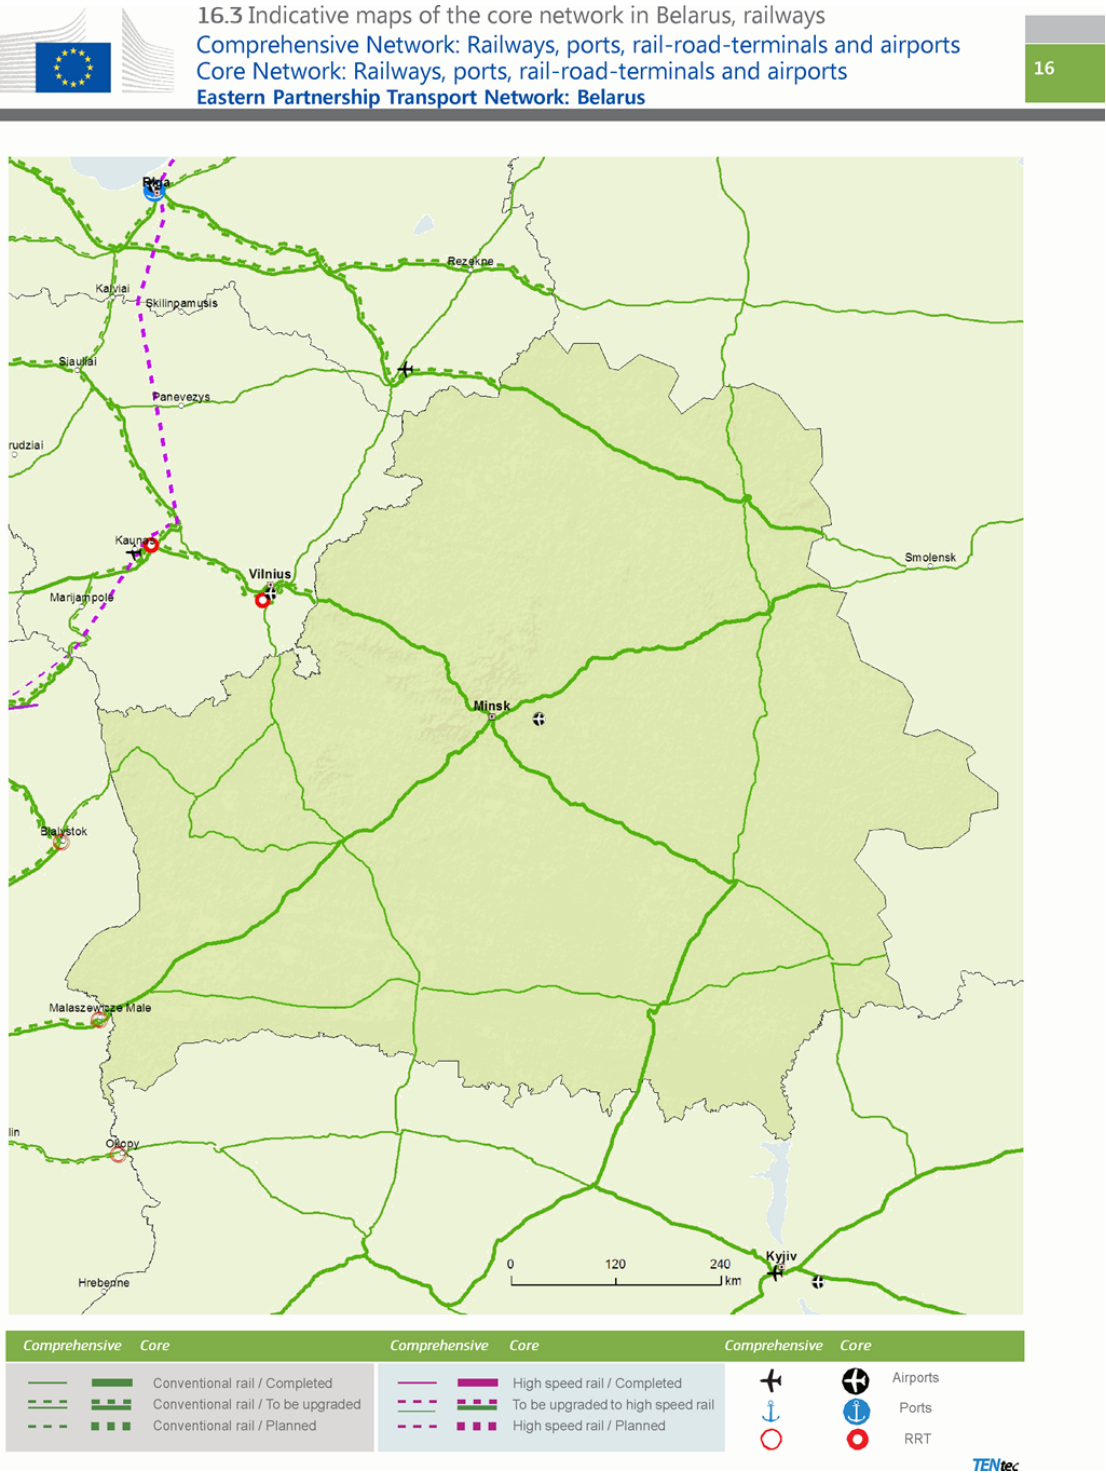 16.3 Indicative maps of the core network in Belarus, railways
Comprehensive Network: Railways, ports, rail-road-terminals and airports
Core Network: Railways, ports, rail-road-terminals and airports
Eastern Partnership Transport Network: Belarus
16
Riga
Rezekne
Kalviai
Skilinpamusis
Siauliai
Panevezys
rudziai
Kaunas
Smolensk
Vilnius
Marijampole
Minsk
Bialystok
Malaszewicze Male
lin
Okopy
Kyjiv
0 120 240 km
Hrebenne
Comprehensive Core Comprehensive Core Comprehensive Core
Conventional rail / Completed High speed rail / Completed Airports
Conventional rail / To be upgraded To be upgraded to high speed rail Ports
Conventional rail / Planned High speed rail / Planned RRT
TENtec